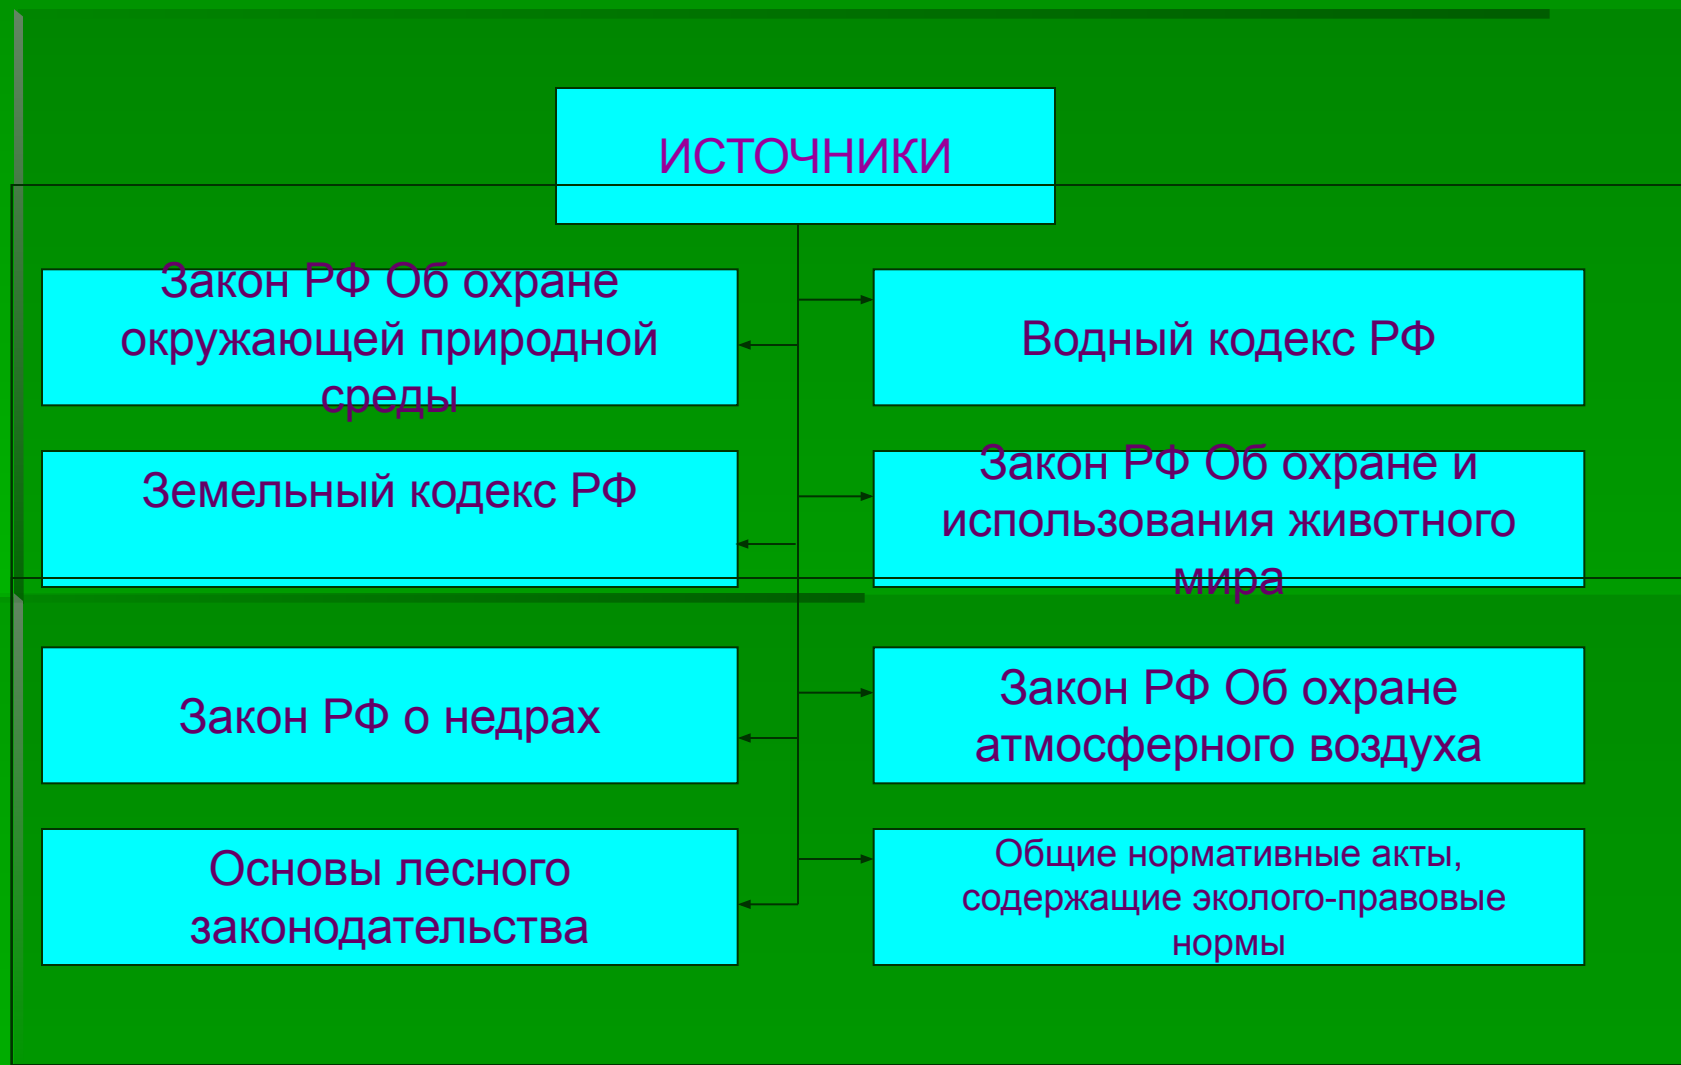 ИСТОЧНИКИ
Закон РФ Об охране
окружающей природной
среды
Водный кодекс РФ
Земельный кодекс РФ
Закон РФ Об охране и
использования животного
мира
Закон РФ о недрах
Закон РФ Об охране
атмосферного воздуха
Основы лесного
законодательства
Общие нормативные акты,
содержащие эколого-правовые
нормы